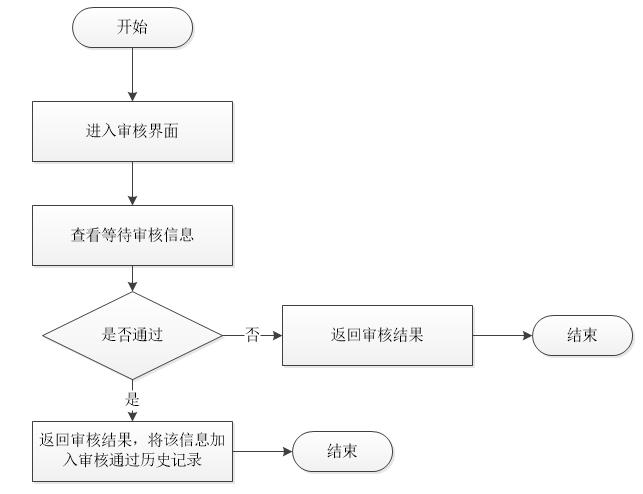 开始
进入审核界面
查看等待审核信息
是否通过
否
返回审核结果
结束
是
返回审核结果，将该信息加
入审核通过历史记录
结束